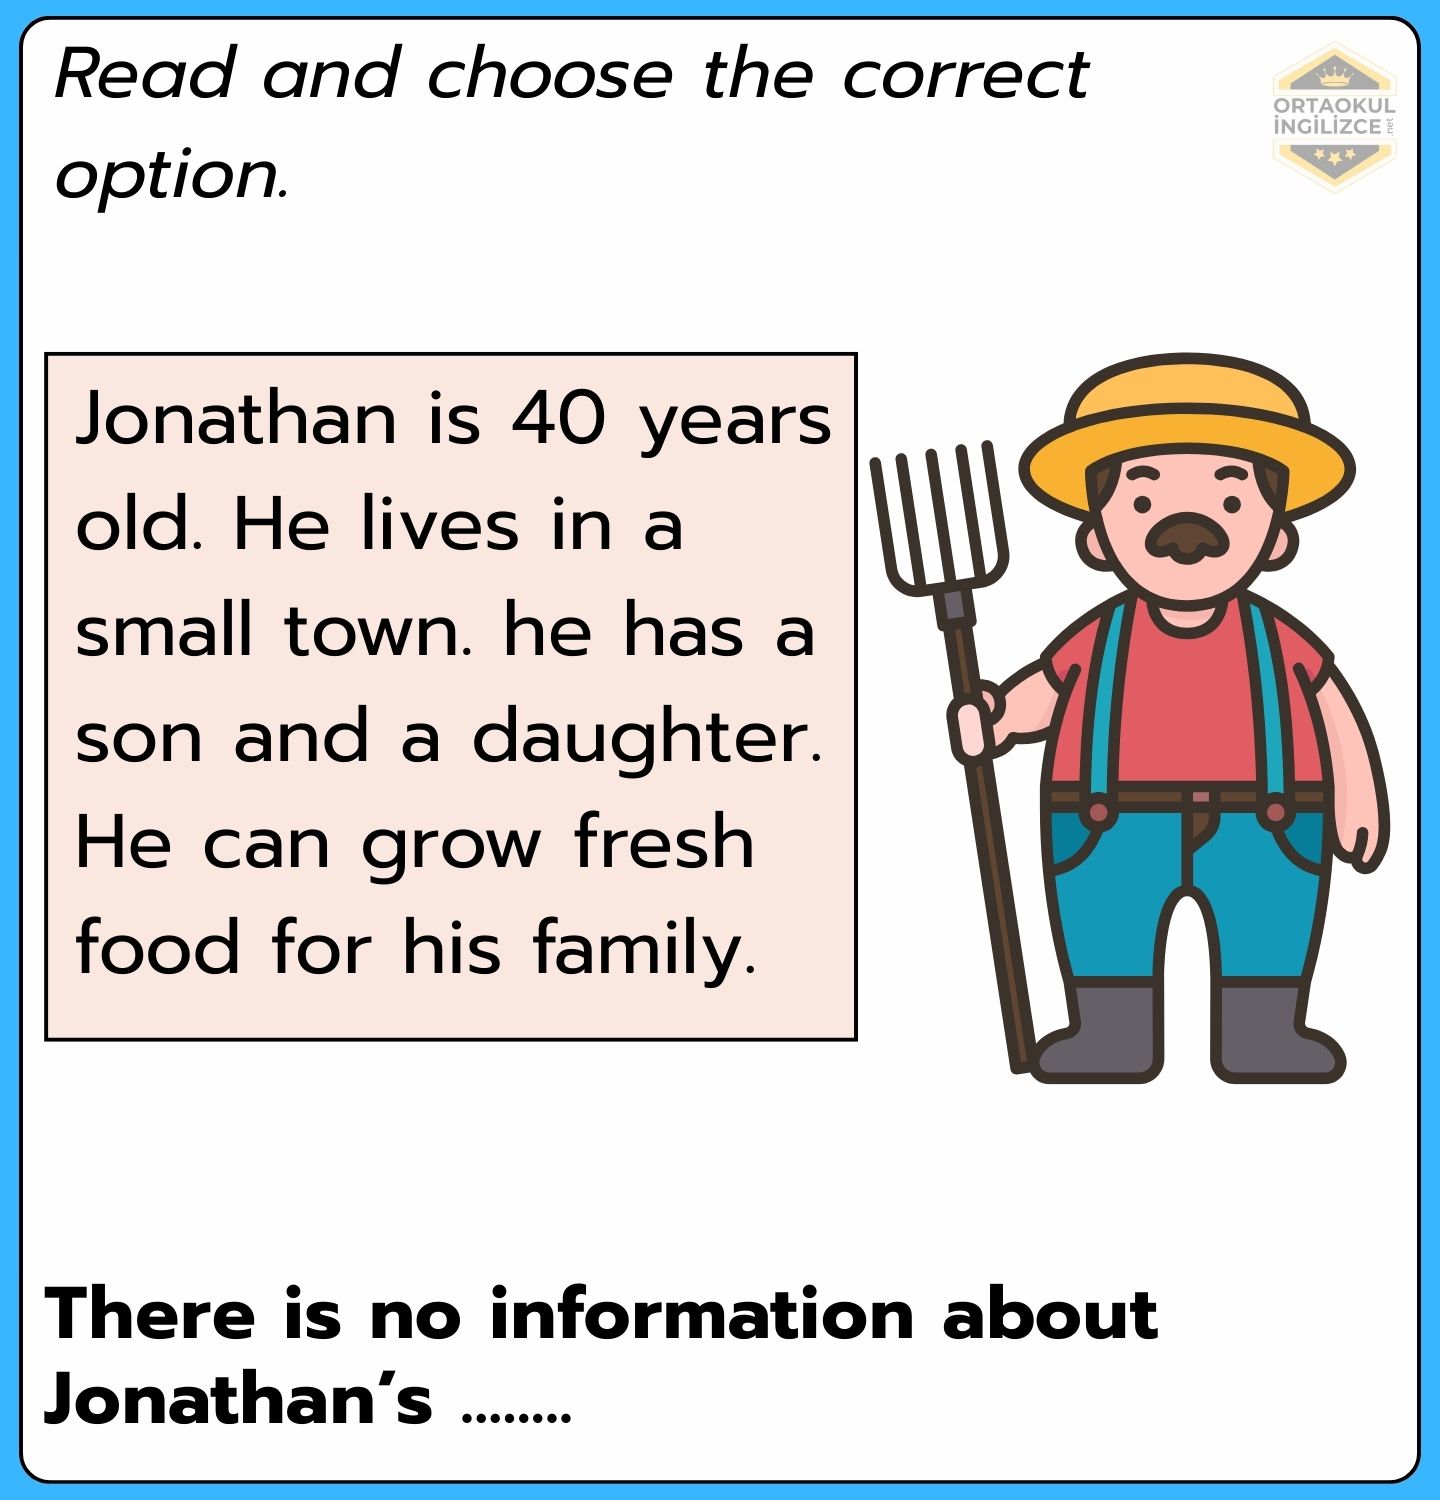 Read and choose the correct
option.
ORTAOKUL
İNGİLİZCE
.net
Jonathan is 40 years
old. He lives in a
small town. he has a
son and a daughter.
He can grow fresh
food for his family.
There is no information about
Jonathan’s ........